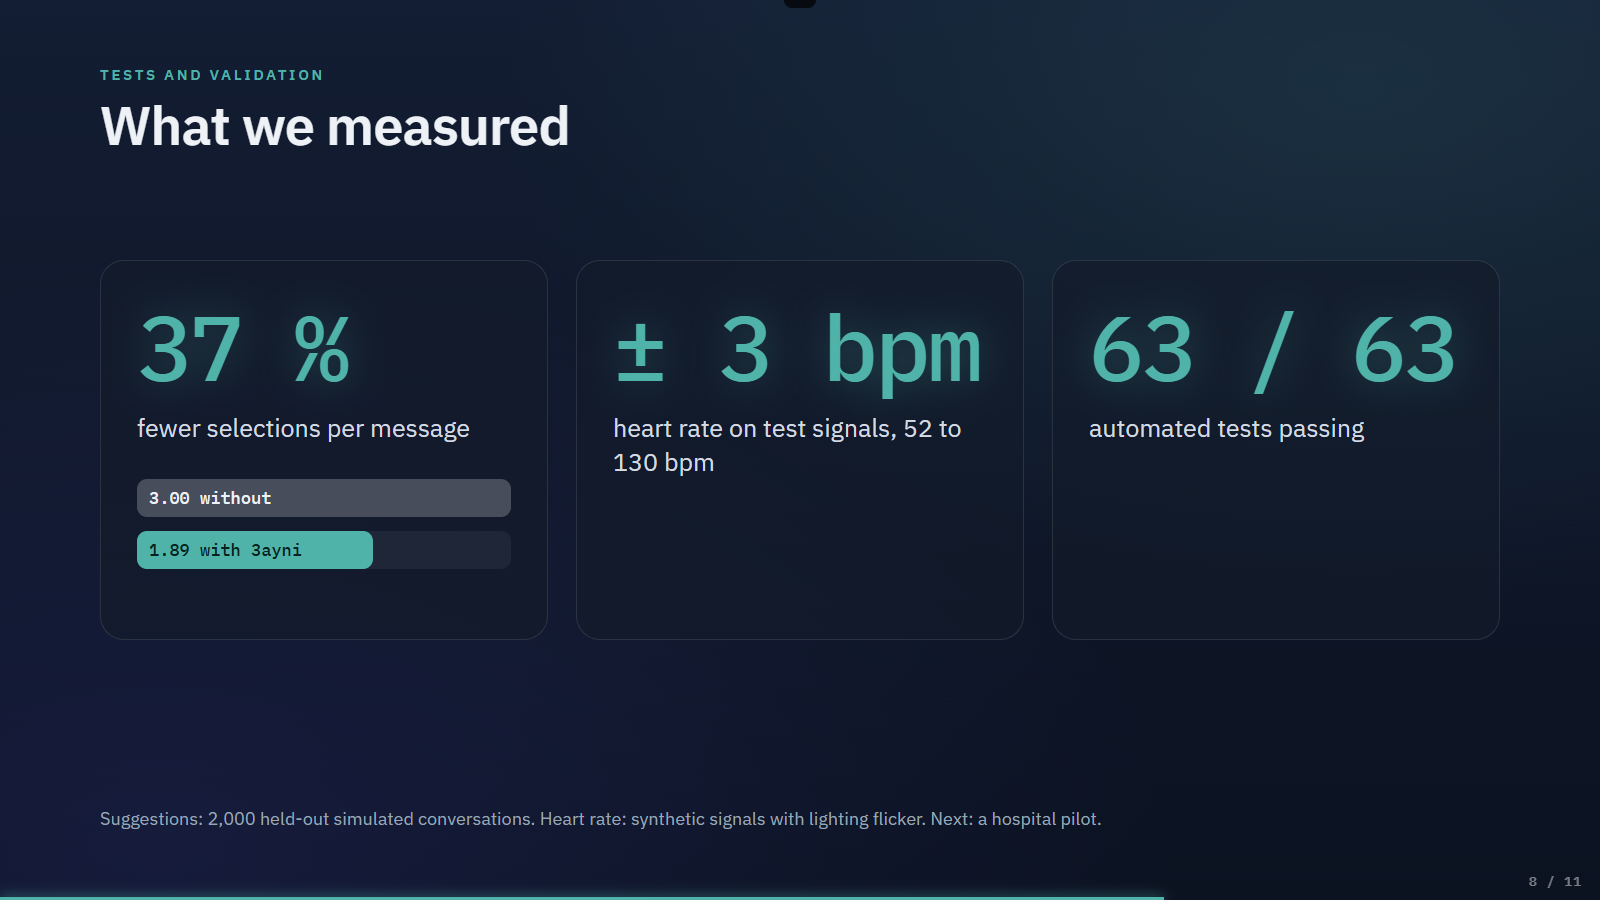 TESTS AND VALIDATION
What we measured
37 %
fewer selections per message
3.00 without
1.89 with 3ayni
± 3 bpm
heart rate on test signals, 52 to
130 bpm
63 / 63
automated tests passing
Suggestions: 2,000 held-out simulated conversations. Heart rate: synthetic signals with lighting flicker. Next: a hospital pilot.
8 / 11